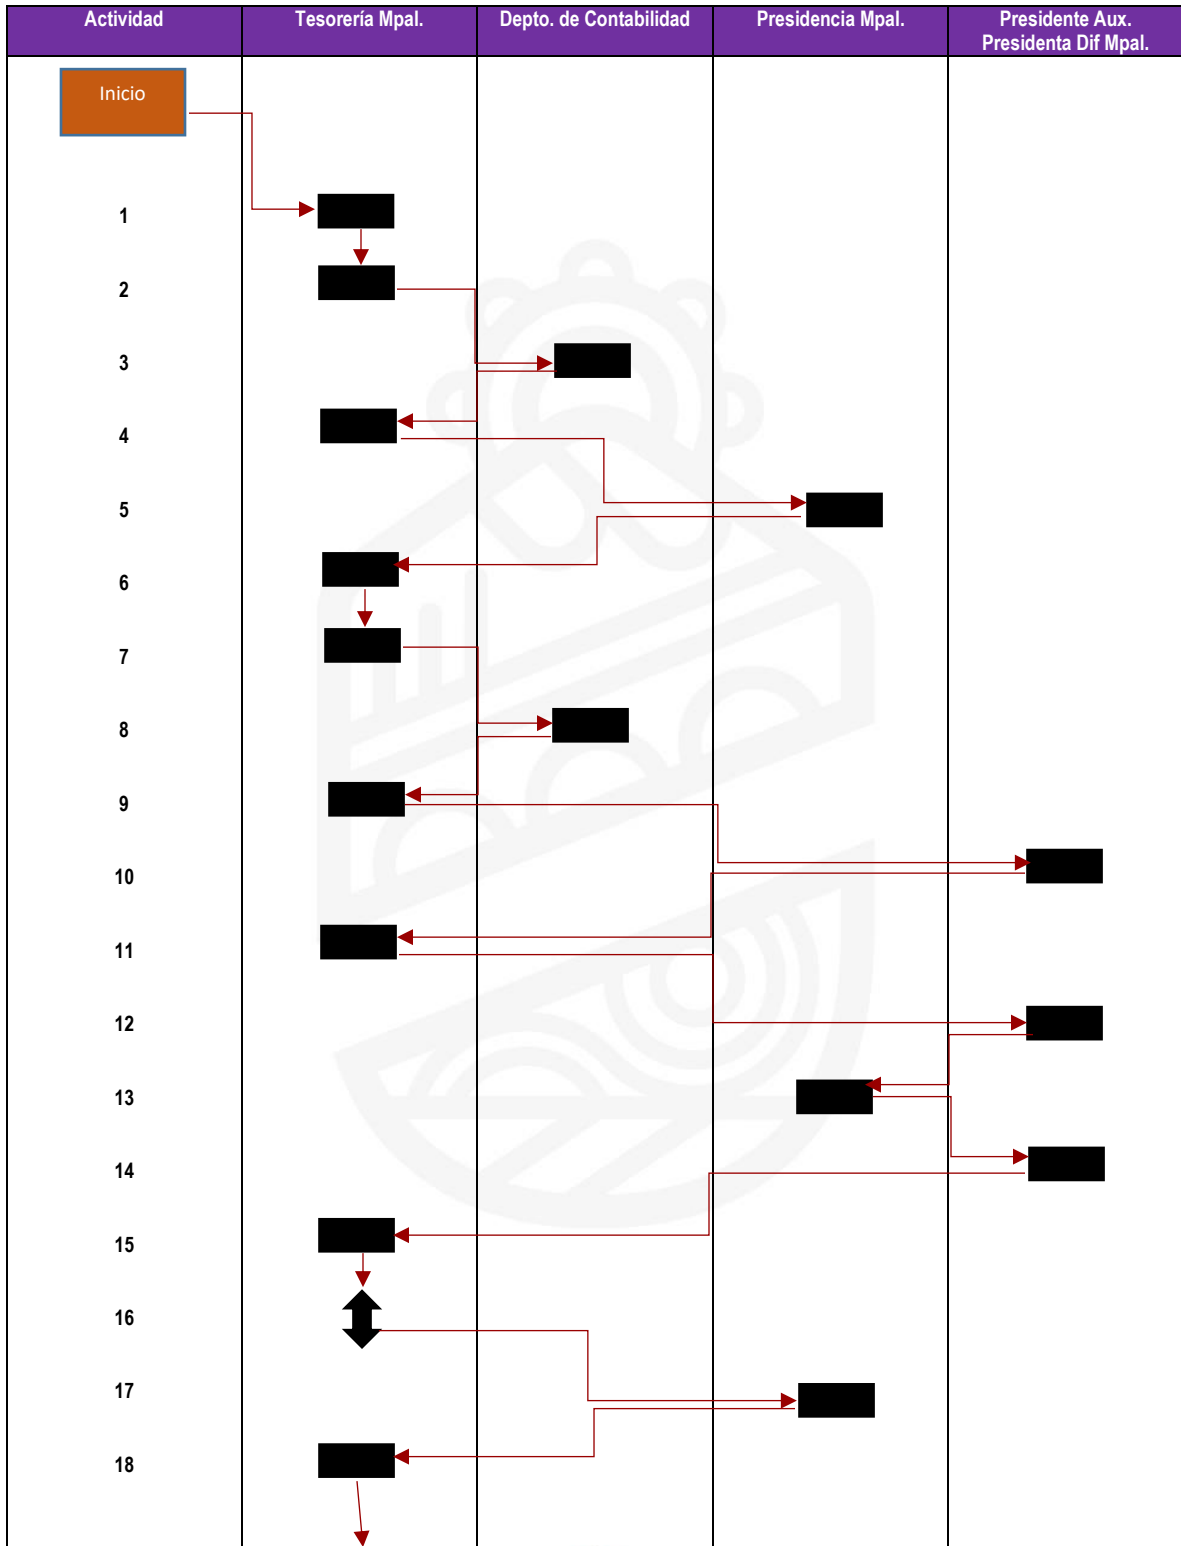 Actividad
Tesorería Mpal.
Depto. de Contabilidad
Presidencia Mpal.
Presidente Aux.
Presidenta Dif Mpal.
Inicio
1
2
3
4
5
6
7
8
9
10
11
12
13
14
15
16
17
18